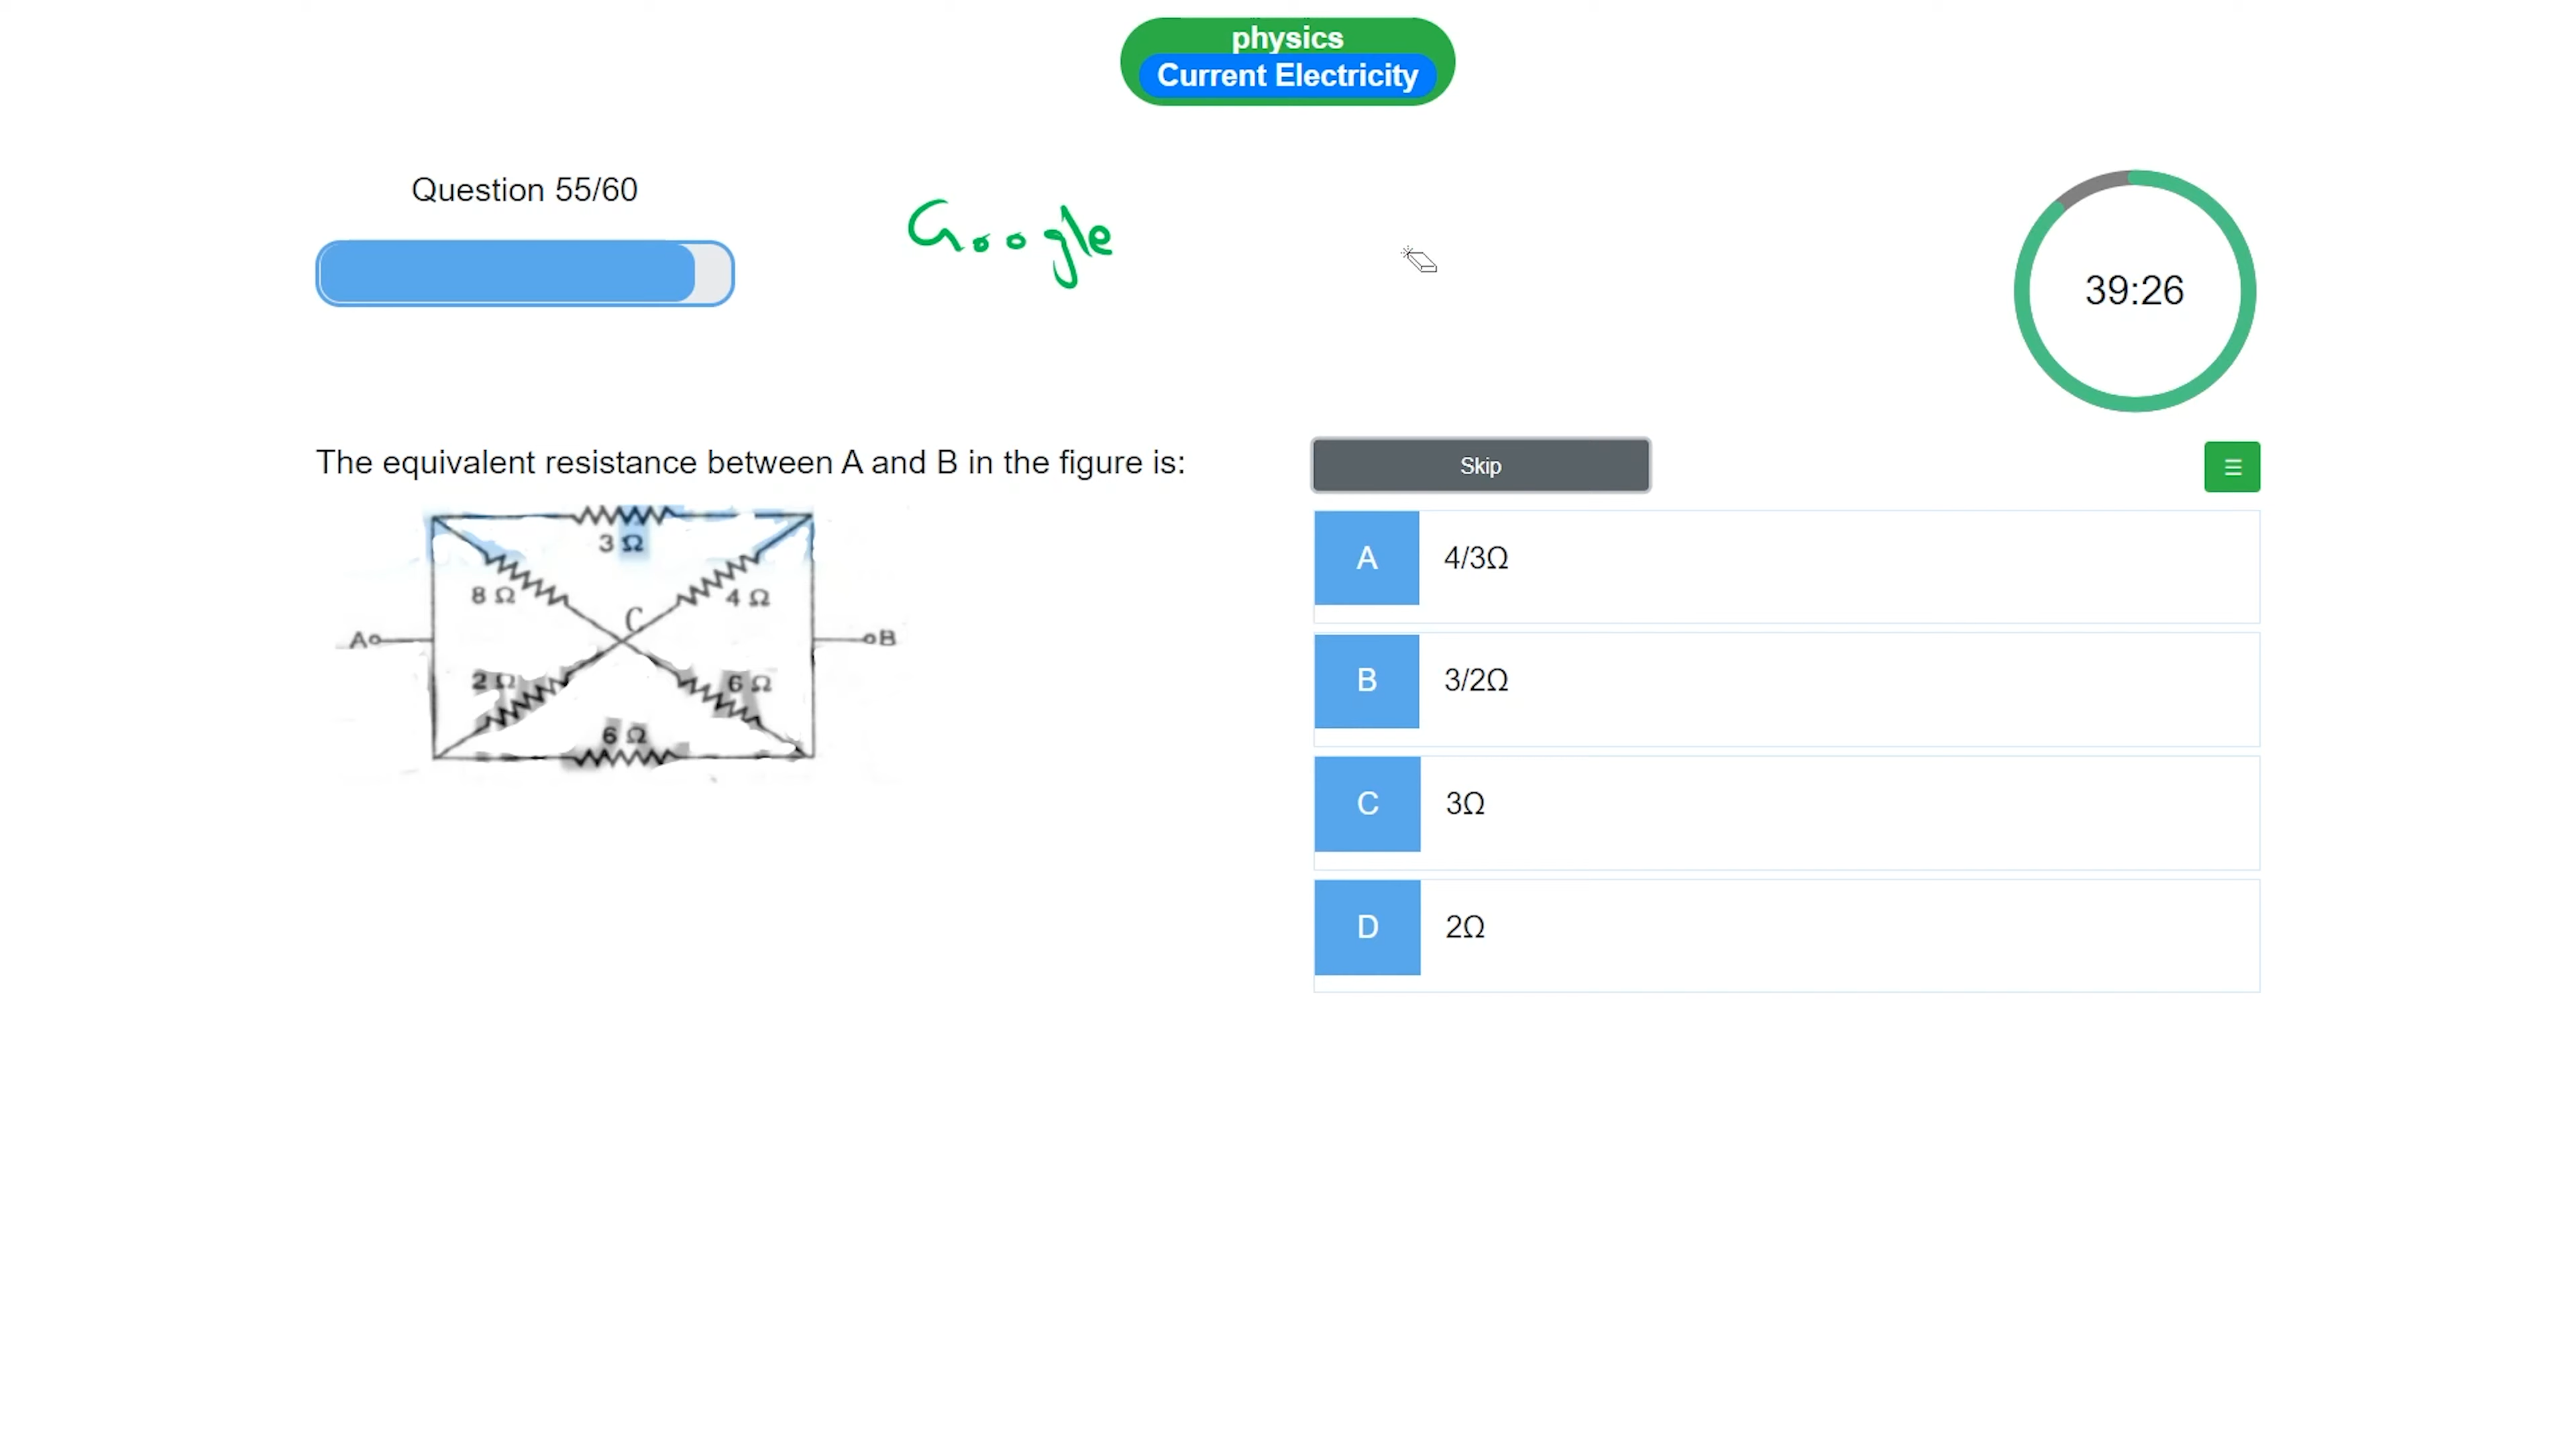 physics
Current Electricity
Question 55/60
Google
39:26
The equivalent resistance between A and B in the figure is:
Skip
☰
3 Ω
8 Ω
4 Ω
C
A
B
2 Ω
6 Ω
6 Ω
A 4/3Ω
B 3/2Ω
C 3Ω
D 2Ω